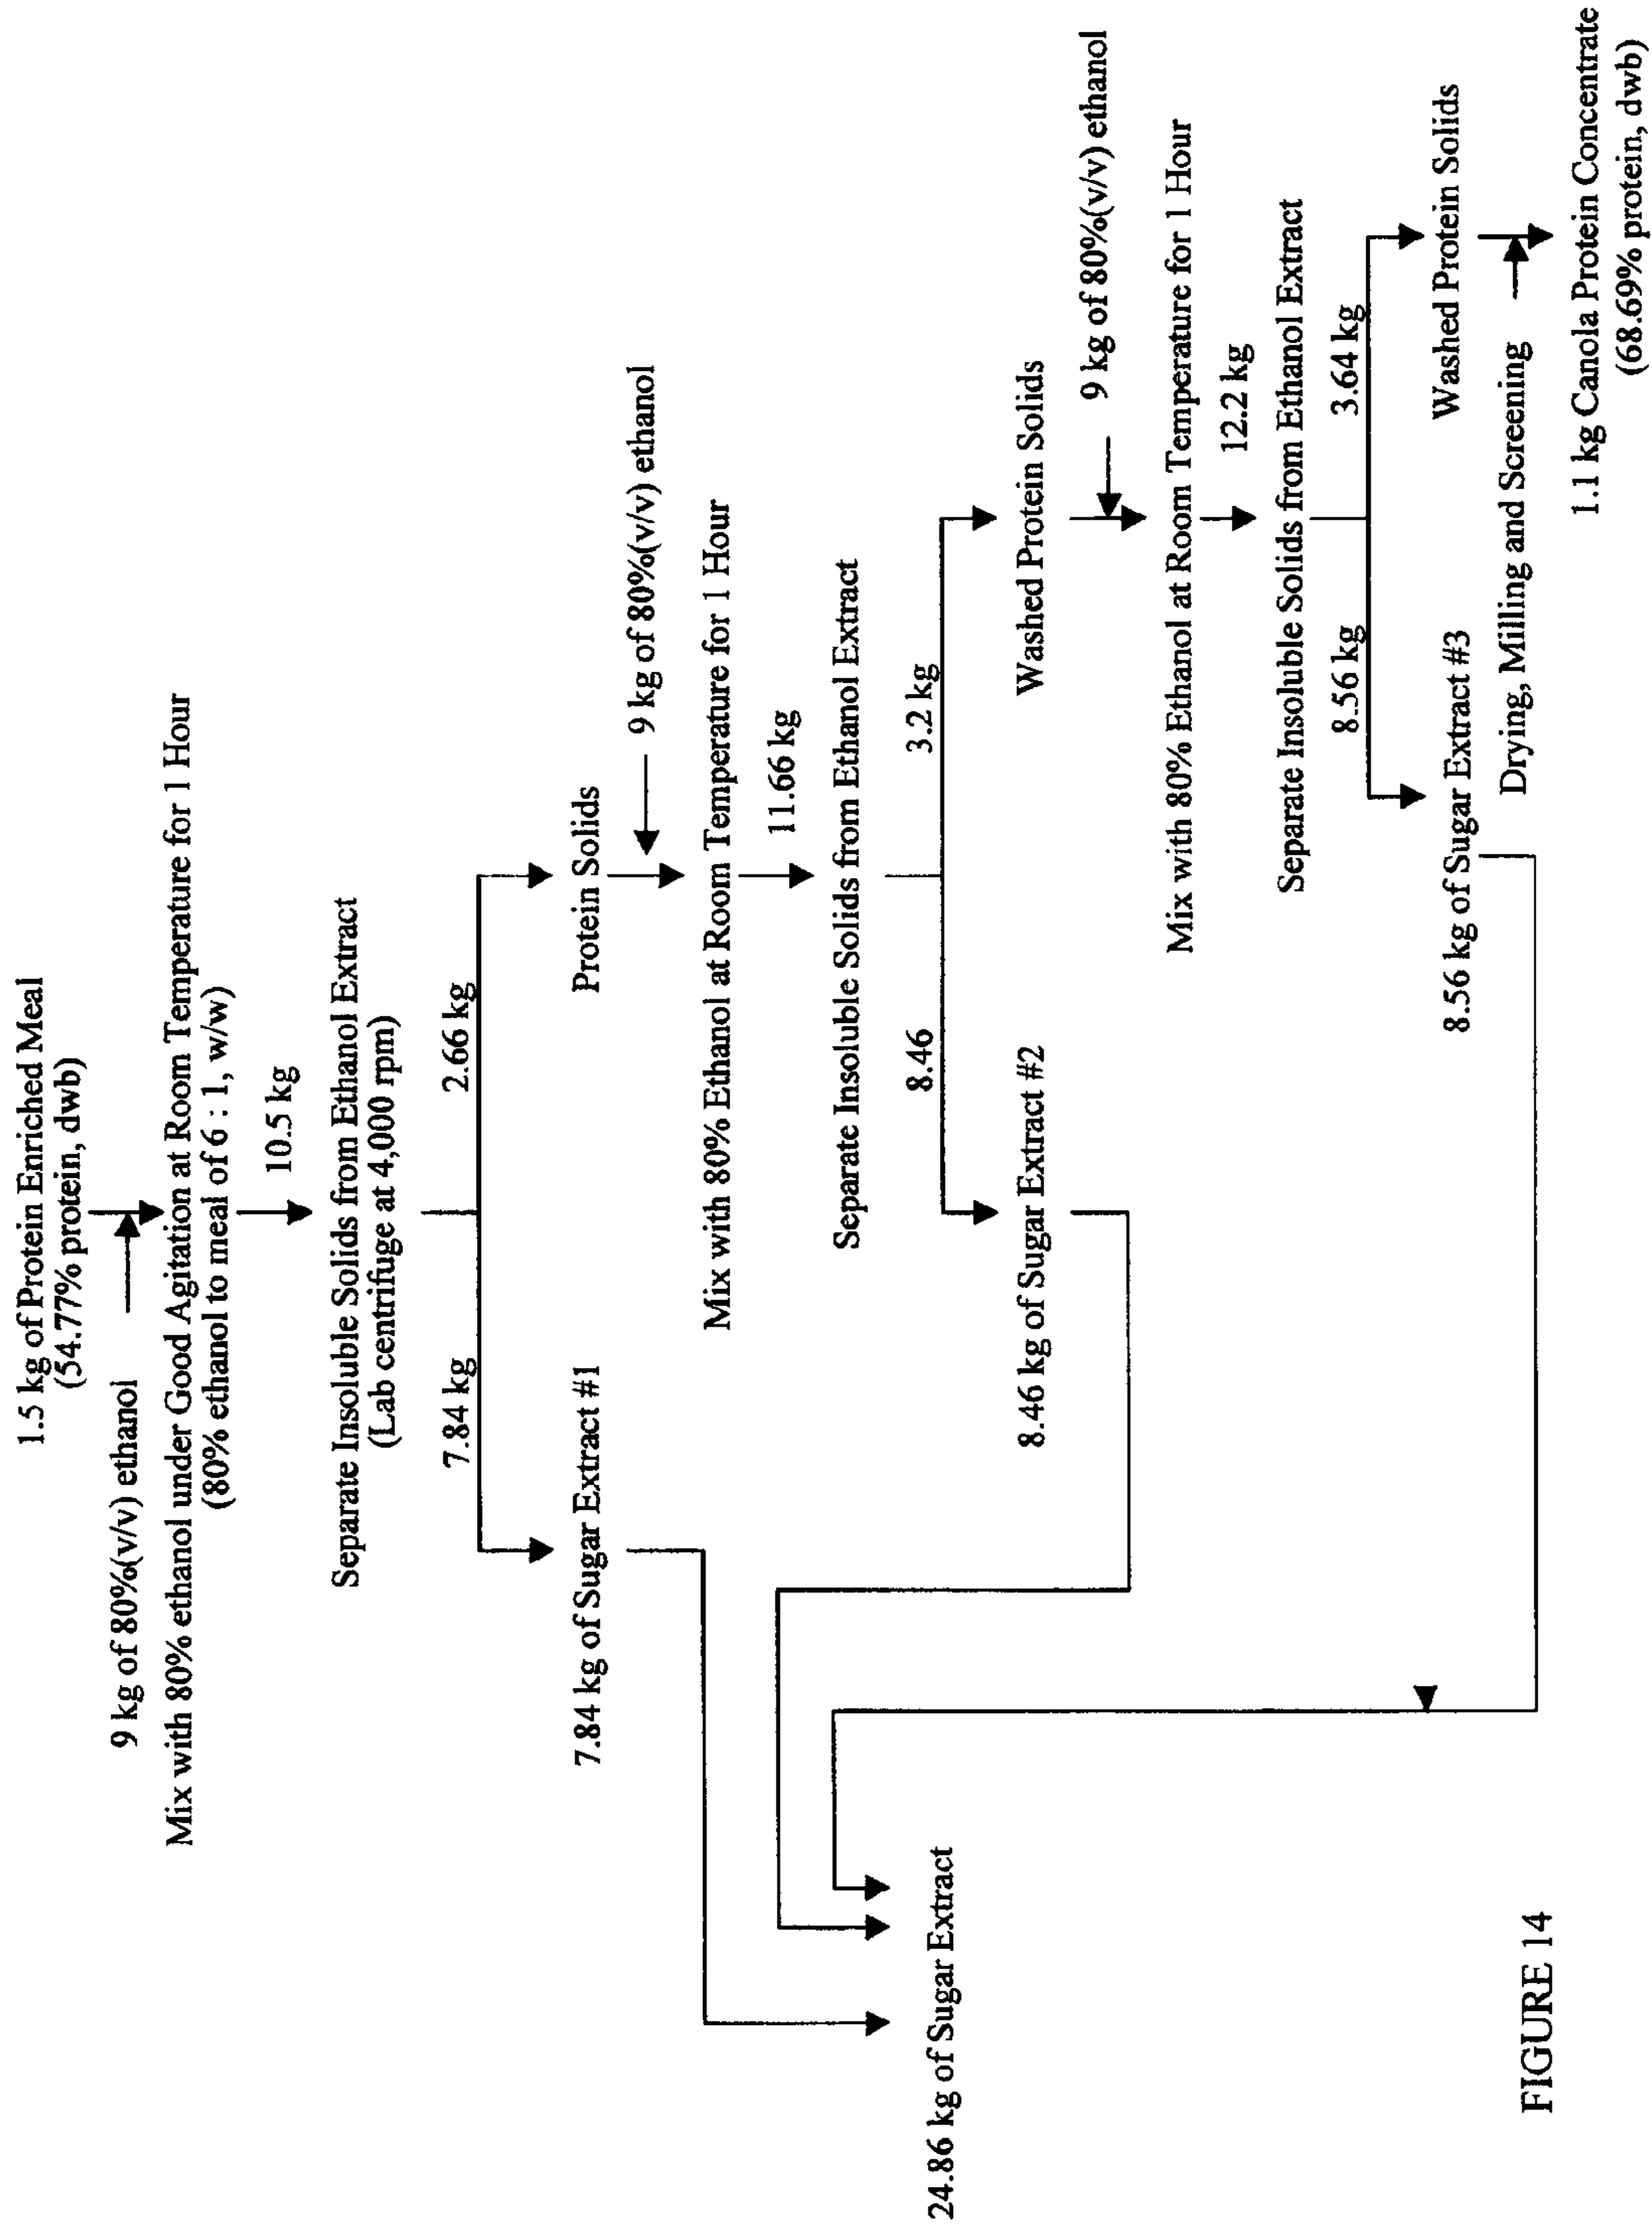 1.5 kg of Protein Enriched Meal
(54.77% protein, dwb)
9 kg of 80%(v/v) ethanol
Mix with 80% ethanol under Good Agitation at Room Temperature for 1 Hour
(80% ethanol to meal of 6 : 1, w/w)
10.5 kg
Separate Insoluble Solids from Ethanol Extract
(Lab centrifuge at 4,000 rpm)
7.84 kg
2.66 kg
7.84 kg of Sugar Extract #1
Protein Solids
9 kg of 80%(v/v) ethanol
Mix with 80% Ethanol at Room Temperature for 1 Hour
11.66 kg
Separate Insoluble Solids from Ethanol Extract
8.46
3.2 kg
24.86 kg of Sugar Extract
8.46 kg of Sugar Extract #2
Washed Protein Solids
9 kg of 80%(v/v) ethanol
Mix with 80% Ethanol at Room Temperature for 1 Hour
12.2 kg
Separate Insoluble Solids from Ethanol Extract
8.56 kg
3.64 kg
8.56 kg of Sugar Extract #3
Washed Protein Solids
Drying, Milling and Screening
1.1 kg Canola Protein Concentrate
(68.69% protein, dwb)
FIGURE 14